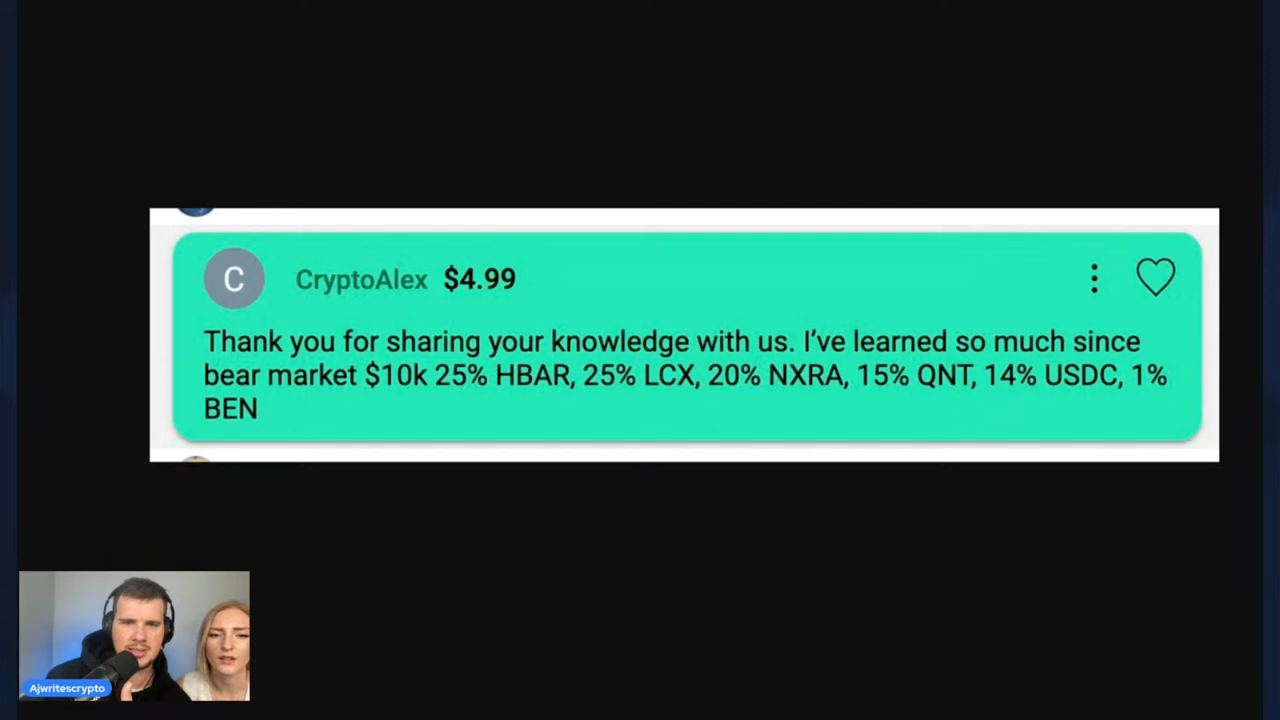 C
CryptoAlex $4.99
Thank you for sharing your knowledge with us. I’ve learned so much since
bear market $10k 25% HBAR, 25% LCX, 20% NXRA, 15% QNT, 14% USDC, 1%
BEN
Ajwritescrypto